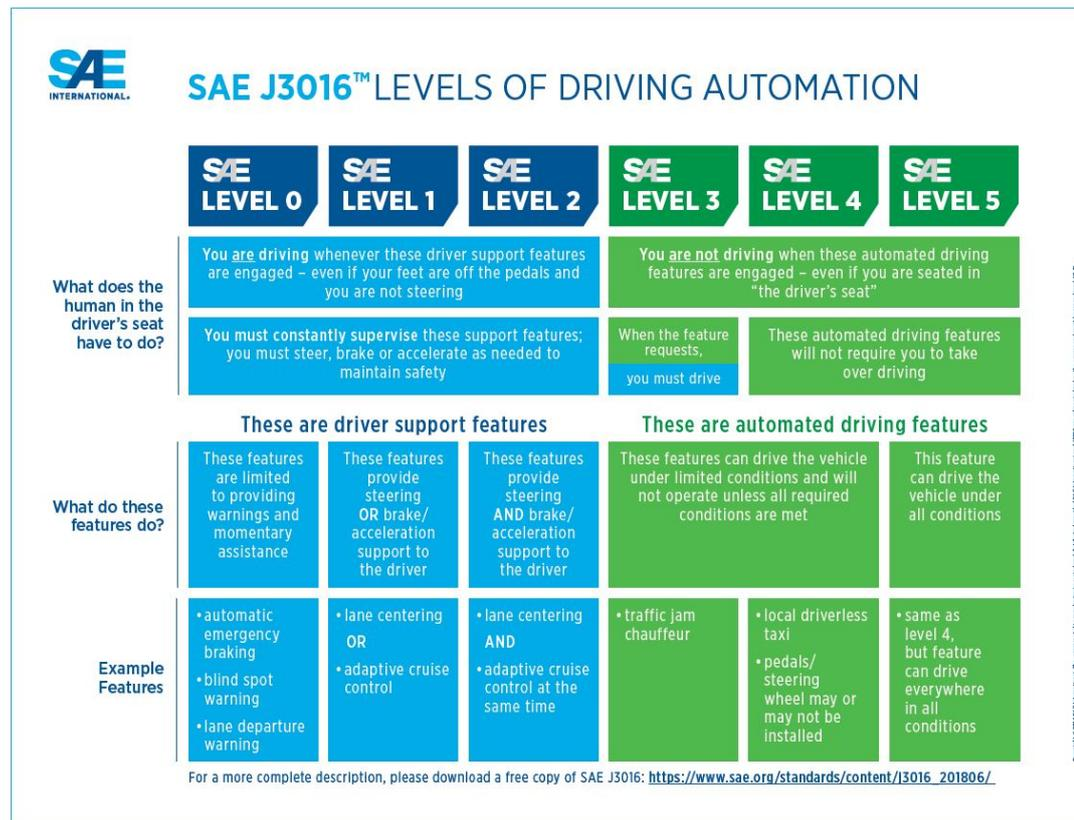 SAE
INTERNATIONAL®
SAE J3016™ LEVELS OF DRIVING AUTOMATION
SAE
LEVEL 0
SAE
LEVEL 1
SAE
LEVEL 2
SAE
LEVEL 3
SAE
LEVEL 4
SAE
LEVEL 5
What does the
human in the
driver's seat
have to do?
You are driving whenever these driver support features
are engaged – even if your feet are off the pedals and
you are not steering
You are not driving when these automated driving
features are engaged – even if you are seated in
“the driver's seat”
You must constantly supervise these support features;
you must steer, brake or accelerate as needed to
maintain safety
When the feature
requests,
you must drive
These automated driving features
will not require you to take
over driving
These are driver support features
These are automated driving features
What do these
features do?
These features
are limited
to providing
warnings and
momentary
assistance
These features
provide
steering
OR brake/
acceleration
support to
the driver
These features
provide
steering
AND brake/
acceleration
support to
the driver
These features can drive the vehicle
under limited conditions and will
not operate unless all required
conditions are met
This feature
can drive the
vehicle under
all conditions
Example
Features
• automatic
emergency
braking
• blind spot
warning
• lane departure
warning
• lane centering
OR
• adaptive cruise
control
• lane centering
AND
• adaptive cruise
control at the
same time
• traffic jam
chauffeur
• local driverless
taxi
• pedals/
steering
wheel may or
may not be
installed
• same as
level 4,
but feature
can drive
everywhere
in all
conditions
For a more complete description, please download a free copy of SAE J3016: https://www.sae.org/standards/content/j3016_201806/